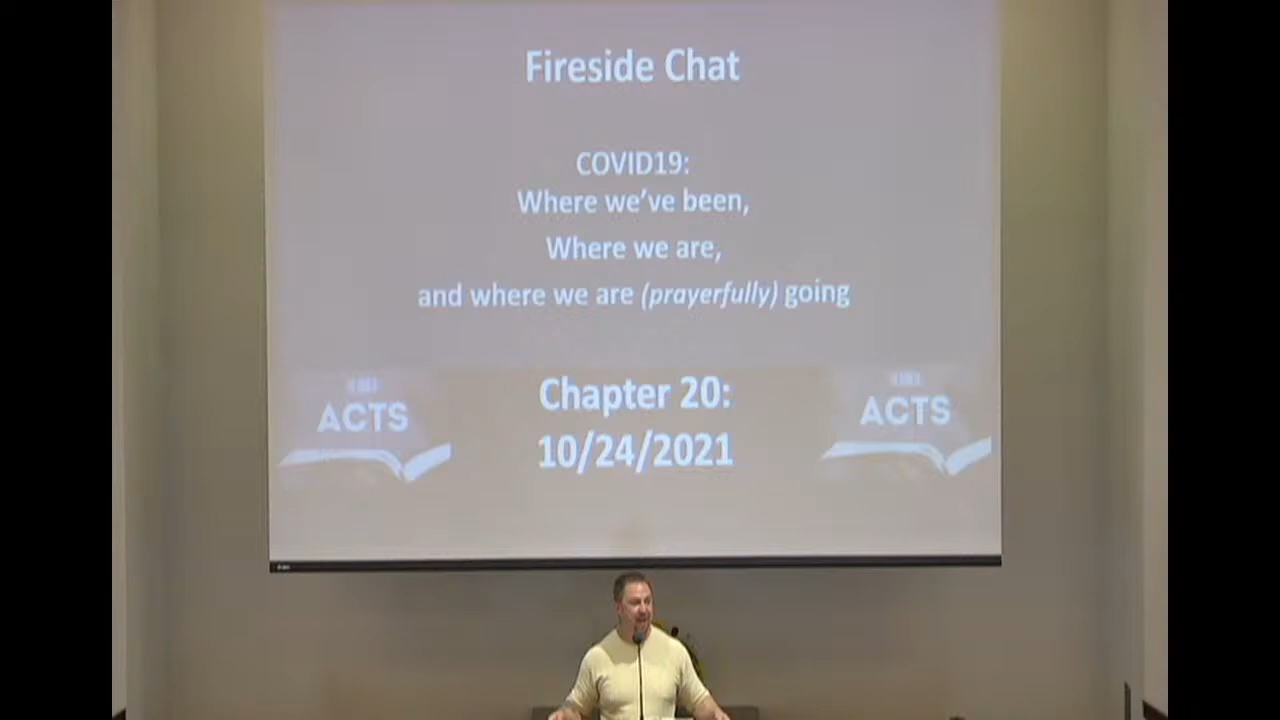 Fireside Chat
COVID19:
Where we've been,
Where we are,
and where we are (prayerfully) going
Chapter 20:
10/24/2021
ACTS
ACTS